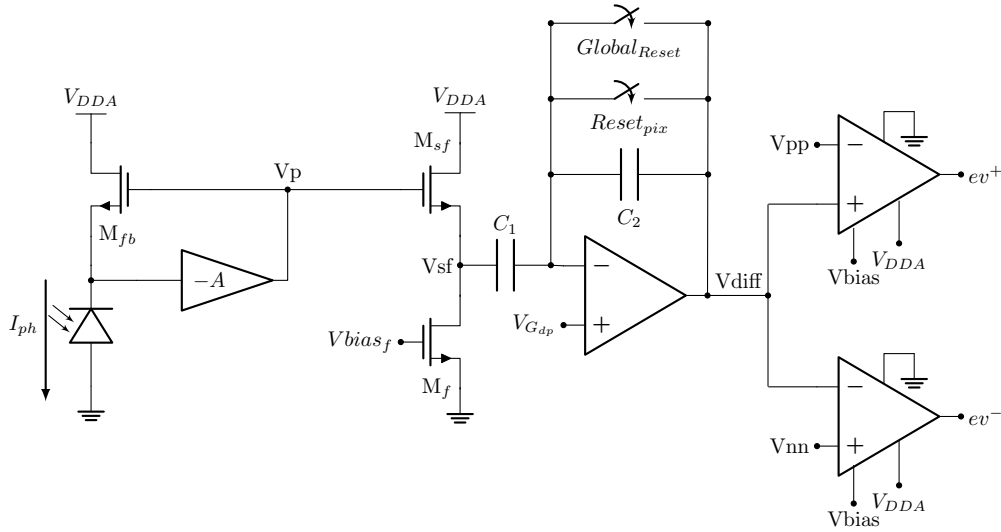 Global_Reset
V_DDA
V_DDA
M_sf
Reset_pix
Vpp
−
ev⁺
Vp
+
M_fb
C_1
C_2
Vbias
V_DDA
Vsf
−
−A
Vdiff
I_ph
V_G_dp
+
Vbias_f
−
M_f
ev⁻
Vnn
+
V_DDA
Vbias